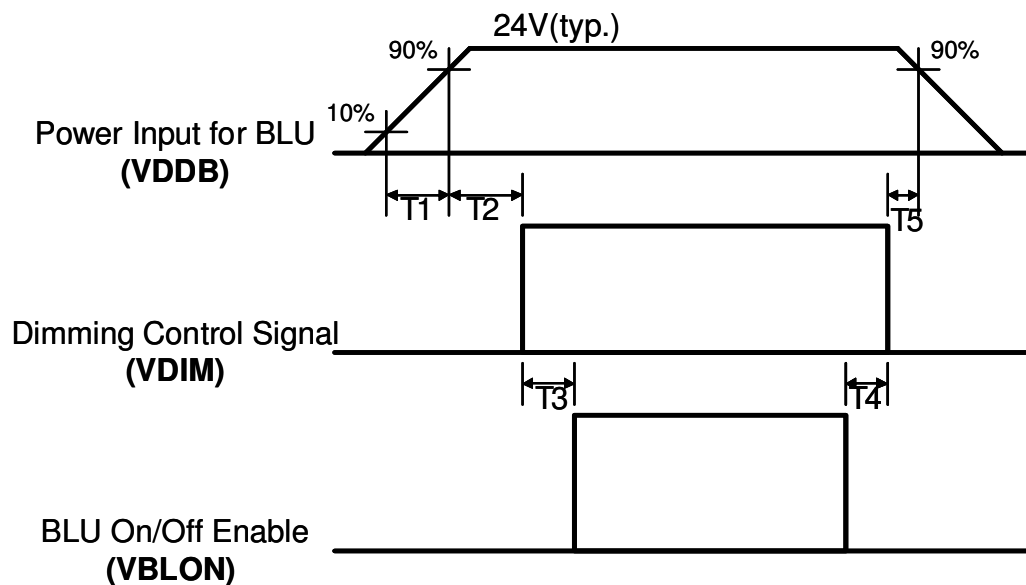 24V(typ.)
90%
90%
10%
Power Input for BLU
(VDDB)
T1
T2
T5
Dimming Control Signal
(VDIM)
T3
T4
BLU On/Off Enable
(VBLON)